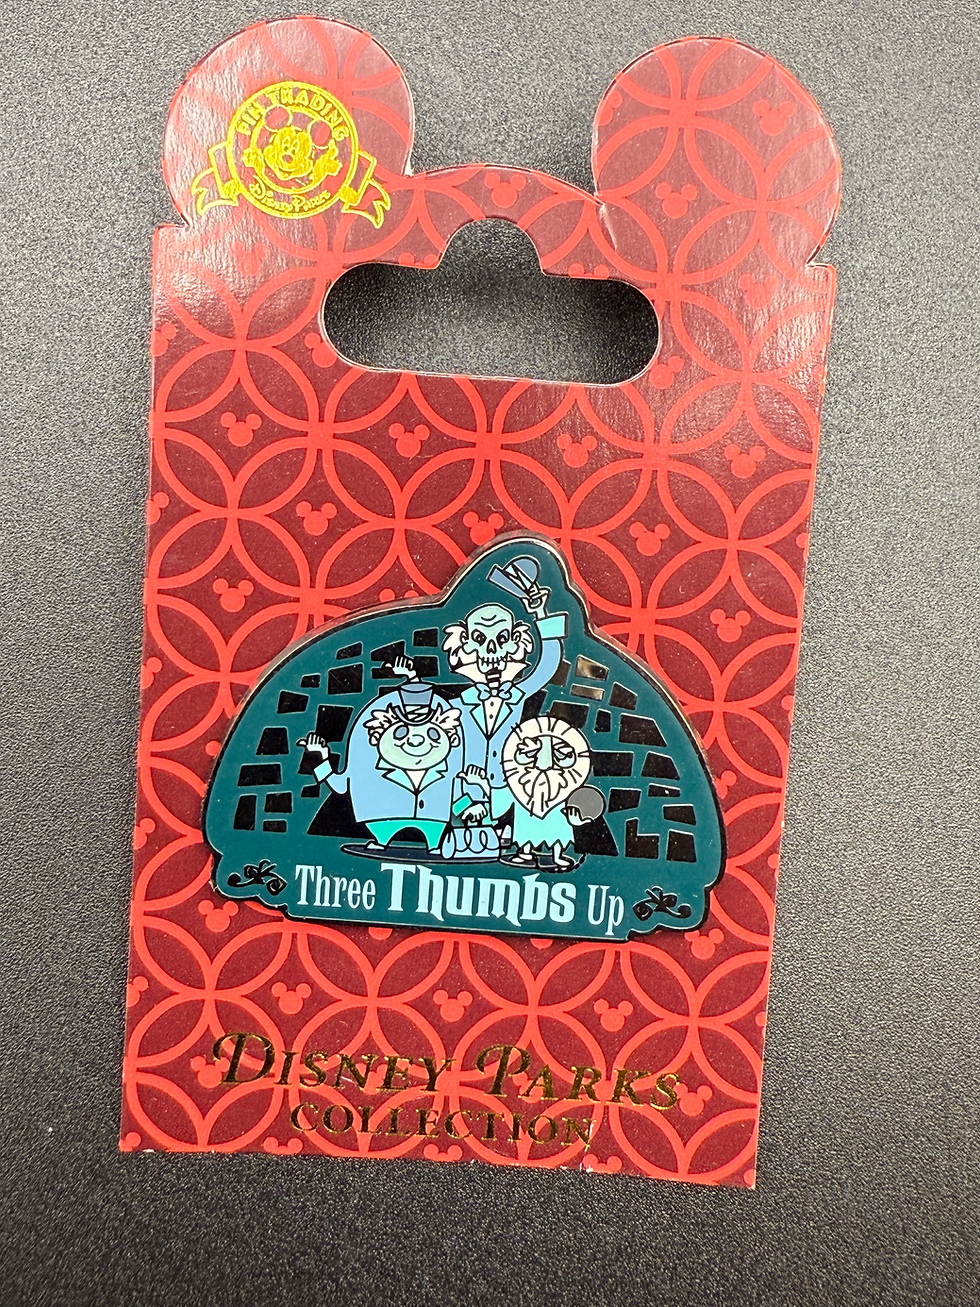 PIN TRADING
DISNEY PARKS
Three Thumbs Up
DISNEY PARKS
COLLECTION